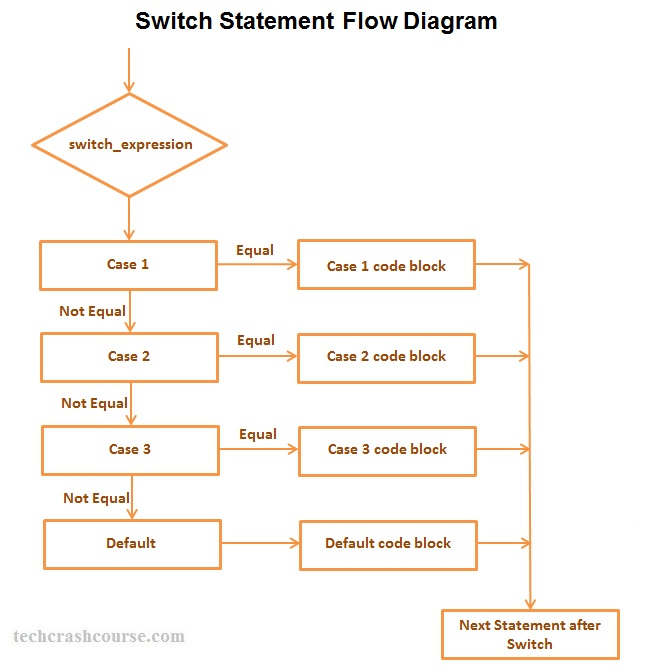 Switch Statement Flow Diagram
switch_expression
Case 1
Equal
Case 1 code block
Not Equal
Case 2
Equal
Case 2 code block
Not Equal
Case 3
Equal
Case 3 code block
Not Equal
Default
Default code block
Next Statement after
Switch
techcrashcourse.com